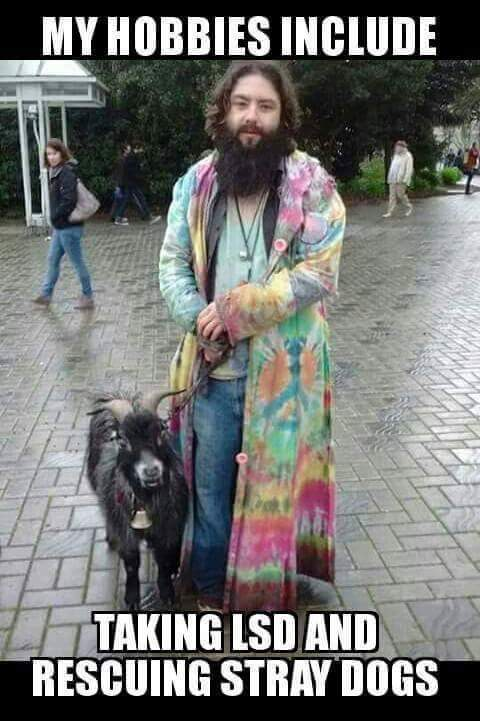 MY HOBBIES INCLUDE
TAKING LSD AND
RESCUING STRAY DOGS